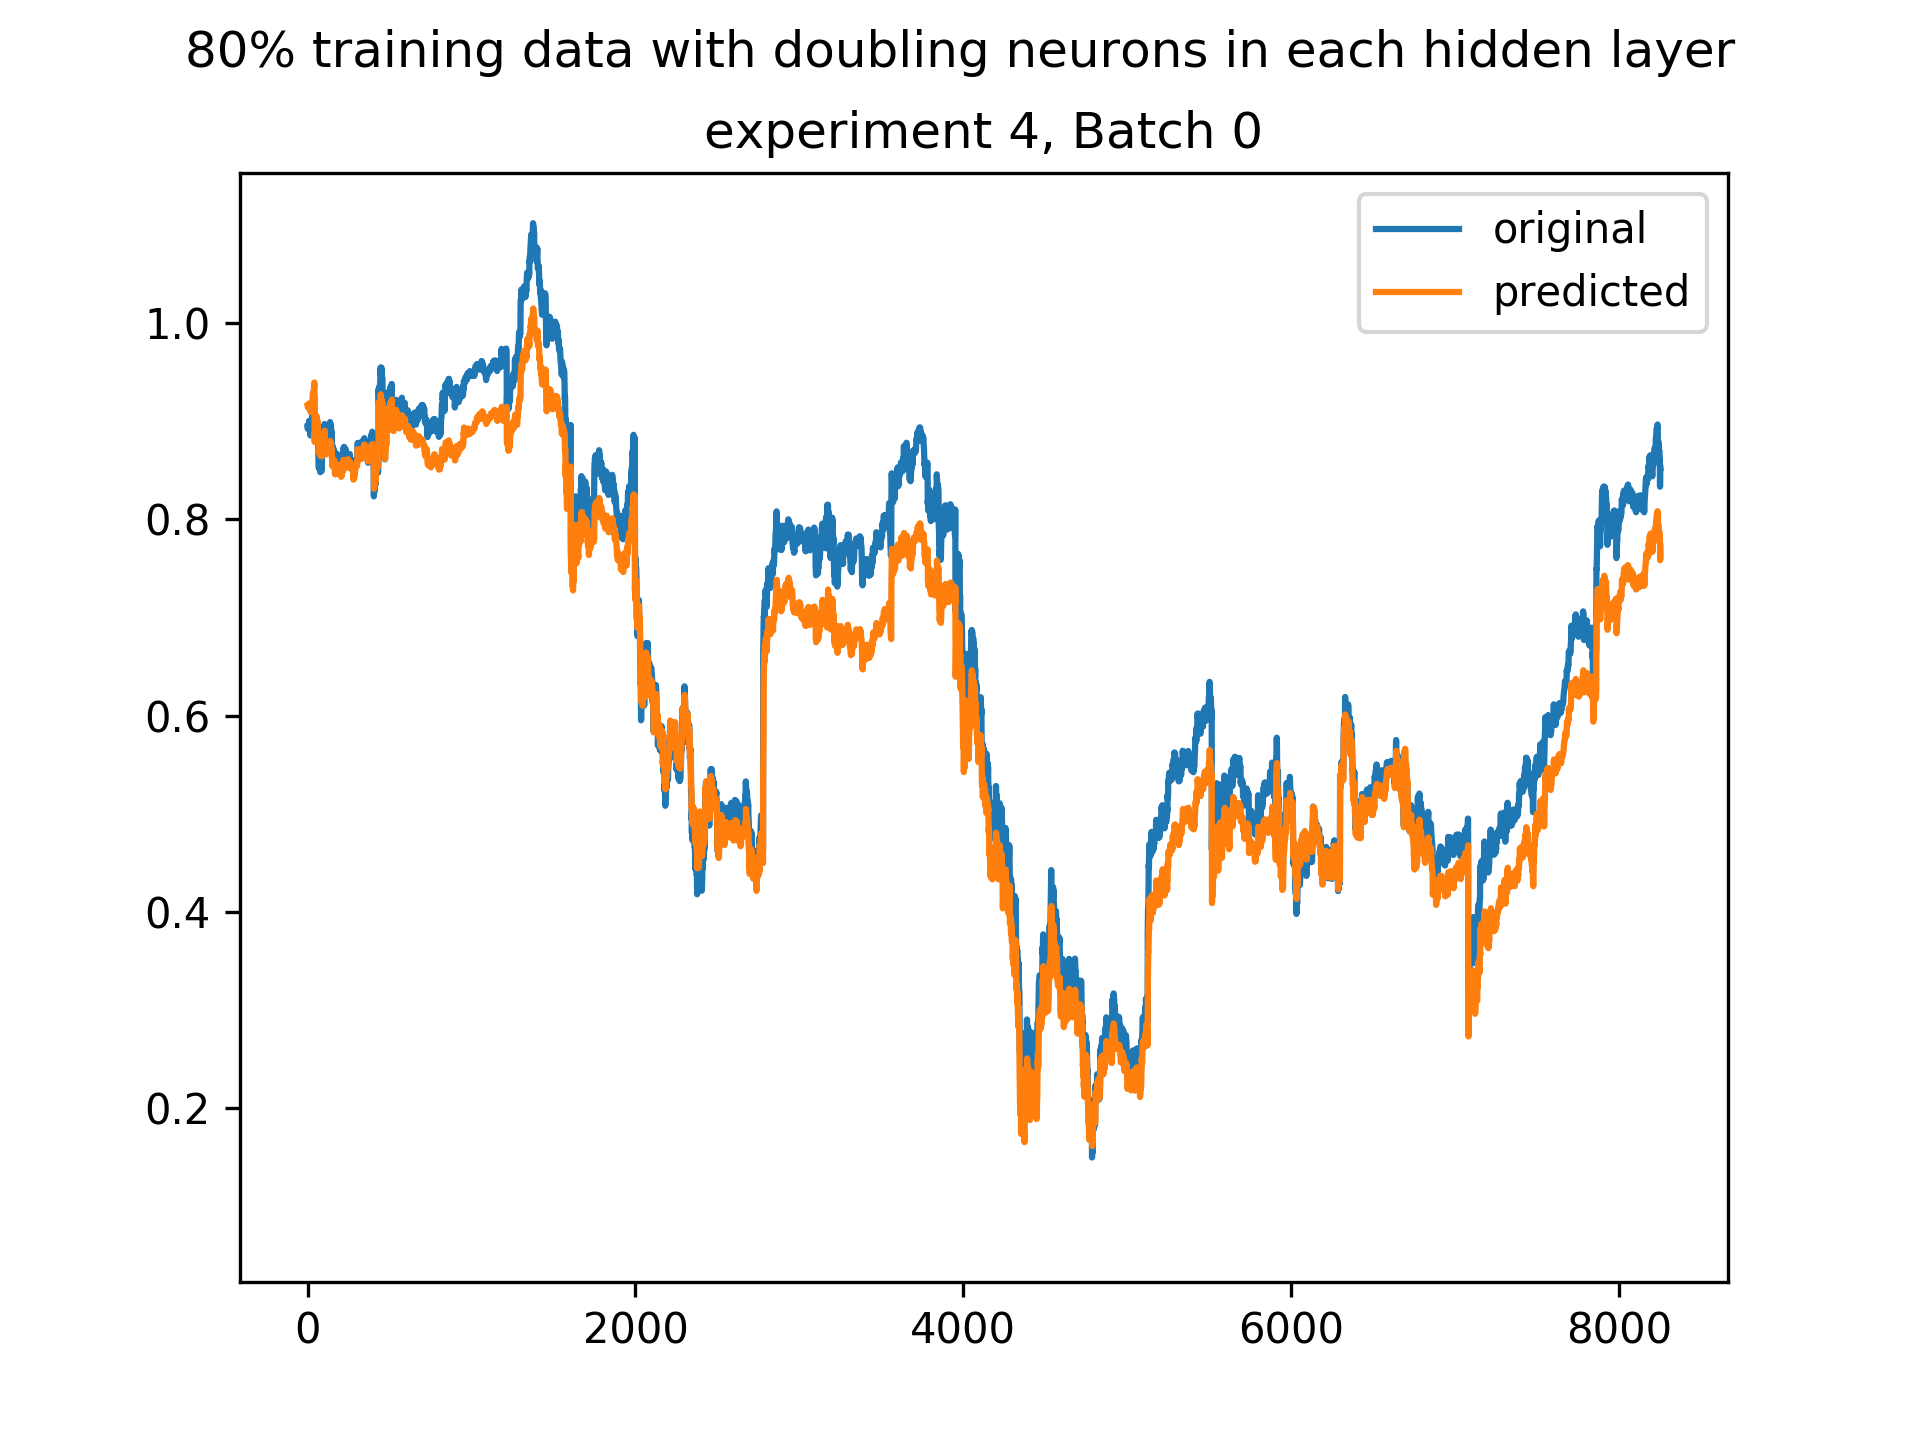 80% training data with doubling neurons in each hidden layer
experiment 4, Batch 0
original
predicted
1.0
0.8
0.6
0.4
0.2
0 2000 4000 6000 8000